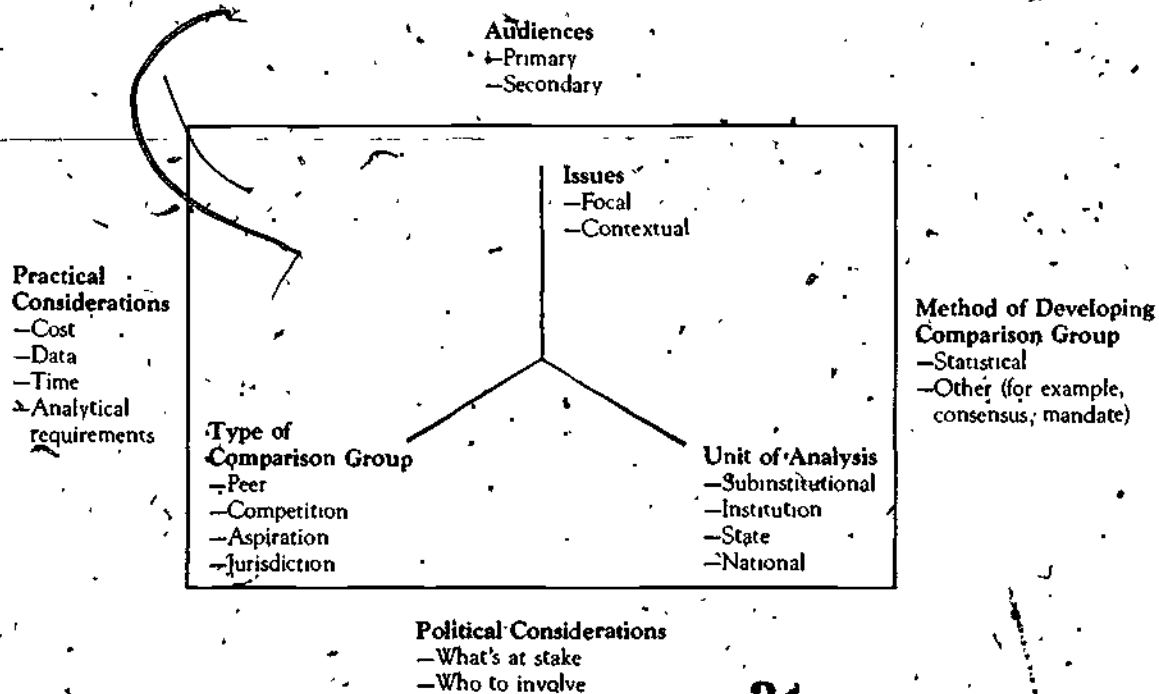 Audiences
—Primary
—Secondary
Issues
—Focal
—Contextual
Practical
Considerations
—Cost
—Data
—Time
—Analytical
requirements
Method of Developing
Comparison Group
—Statistical
—Other (for example,
consensus, mandate)
Type of
Comparison Group
—Peer
—Competition
—Aspiration
—Jurisdiction
Unit of Analysis
—Subinstitutional
—Institution
—State
—National
Political Considerations
—What's at stake
—Who to involve